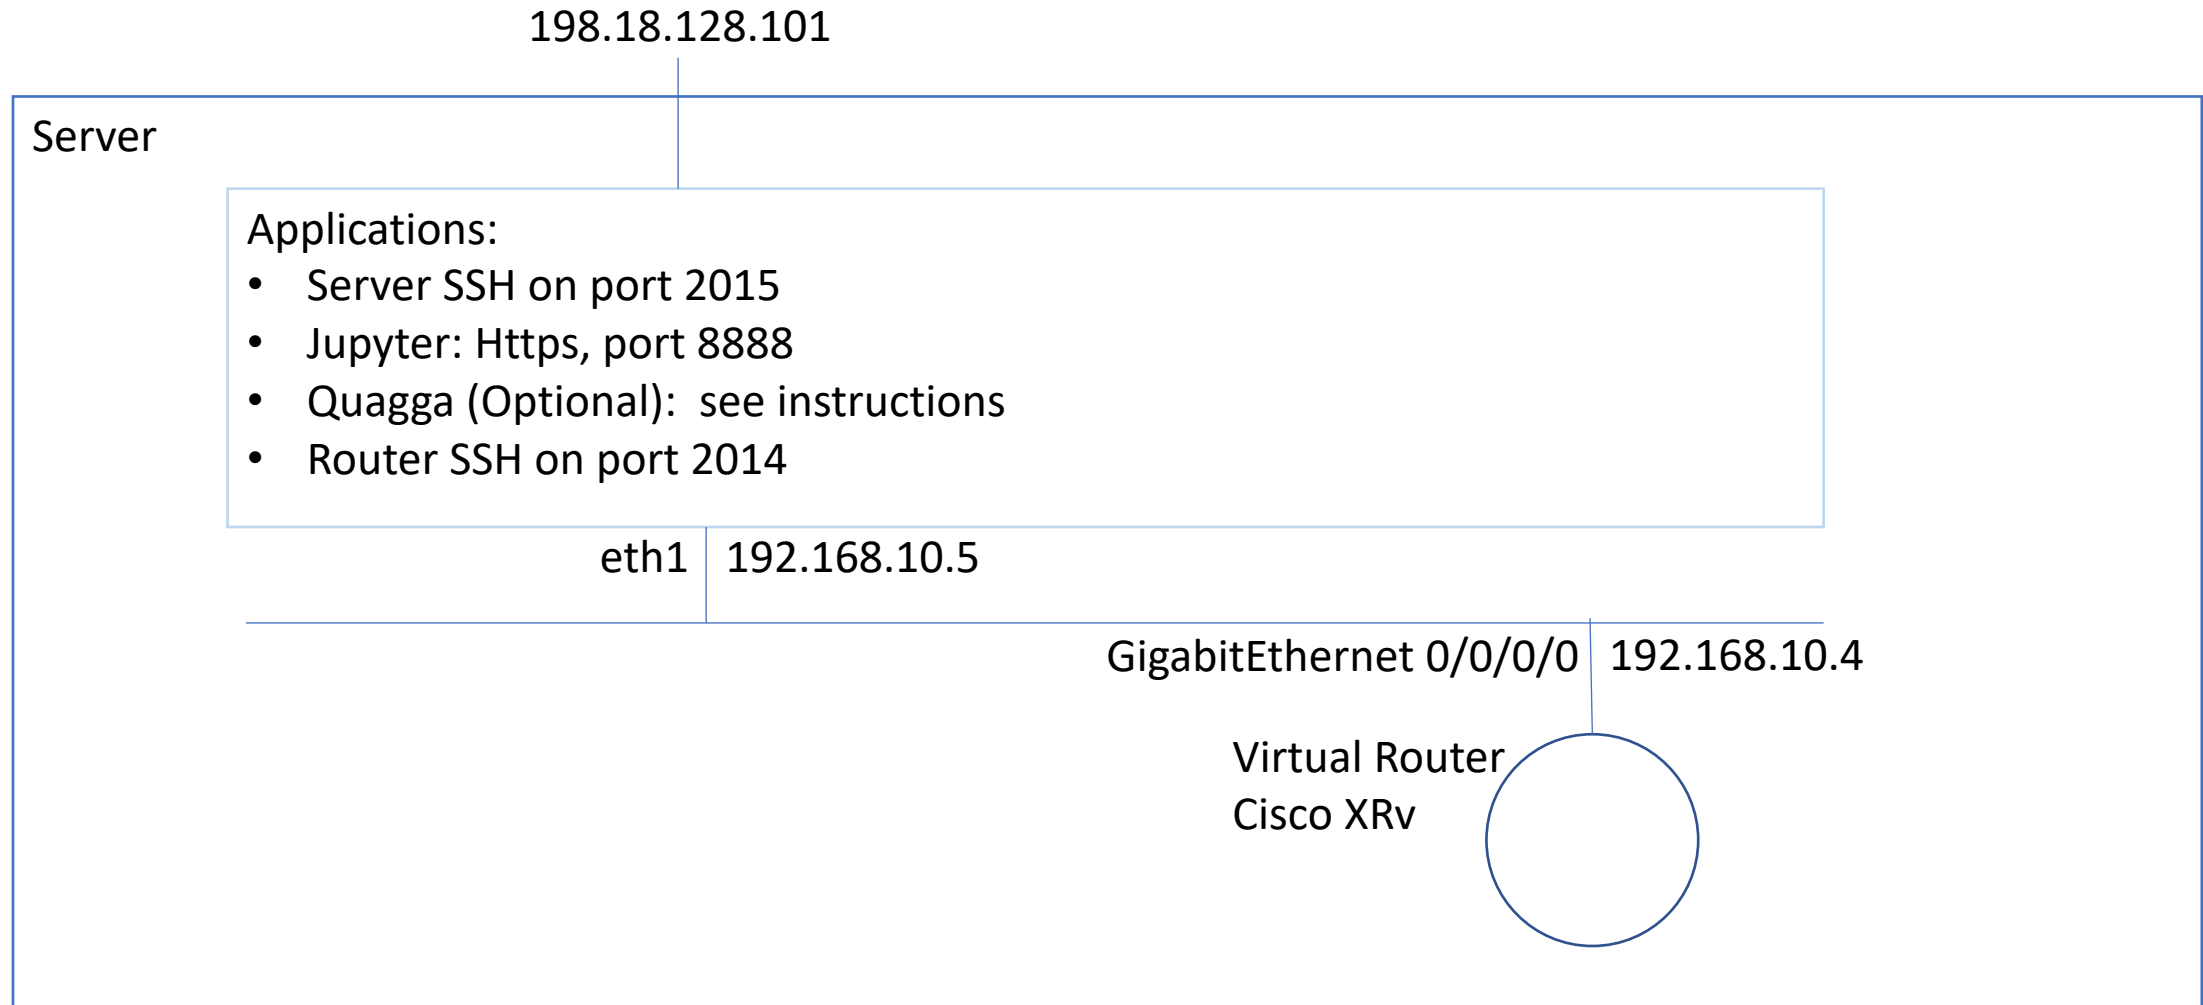 198.18.128.101
Server
Applications:
• Server SSH on port 2015
• Jupyter: Https, port 8888
• Quagga (Optional): see instructions
• Router SSH on port 2014
eth1 192.168.10.5
GigabitEthernet 0/0/0/0 192.168.10.4
Virtual Router
Cisco XRv